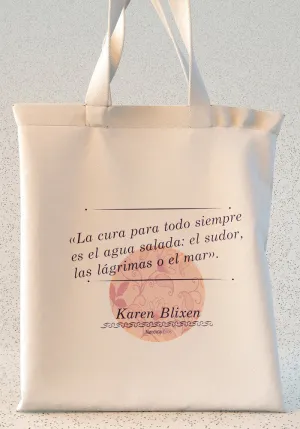 «La cura para todo siempre
es el agua salada: el sudor,
las lágrimas o el mar».
Karen Blixen